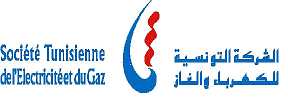 Société Tunisienne
de l'Electricité et du Gaz
الشركة التونسية
للكهرباء والغاز